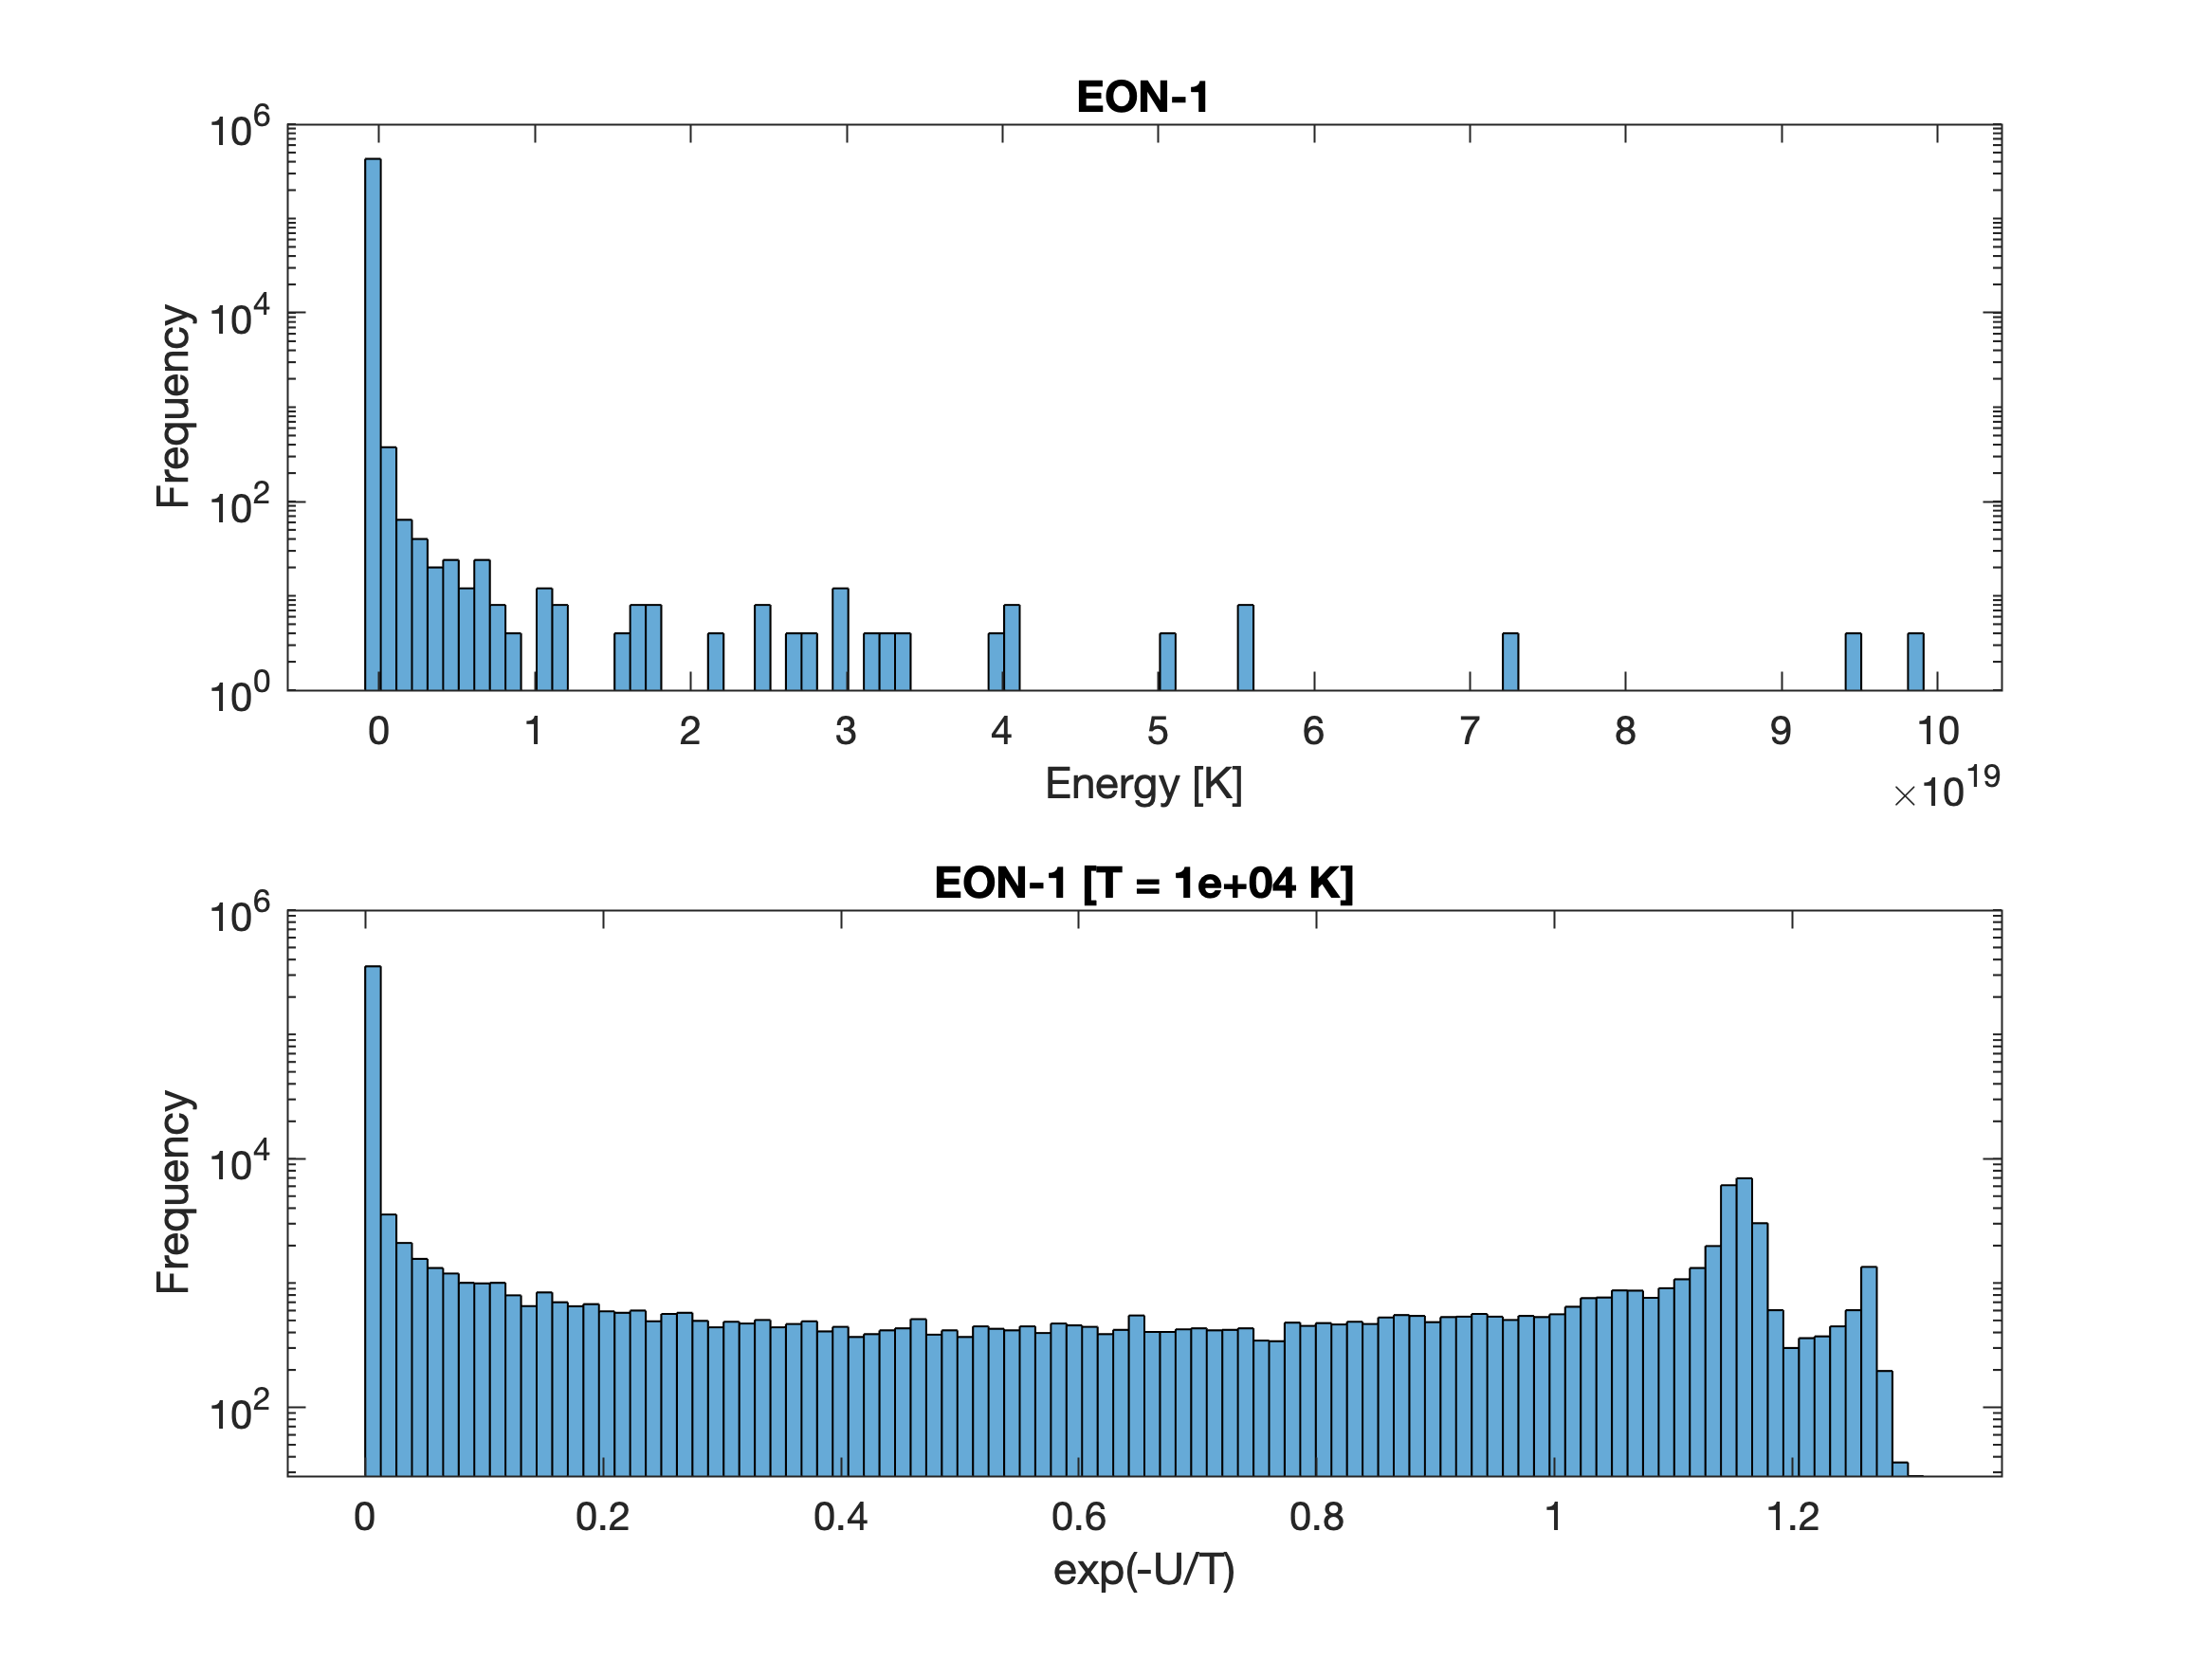 EON-1
10^6
10^4
10^2
10^0
Frequency
0 1 2 3 4 5 6 7 8 9 10
Energy [K]
×10^19
EON-1 [T = 1e+04 K]
10^6
10^4
10^2
Frequency
0 0.2 0.4 0.6 0.8 1 1.2
exp(-U/T)